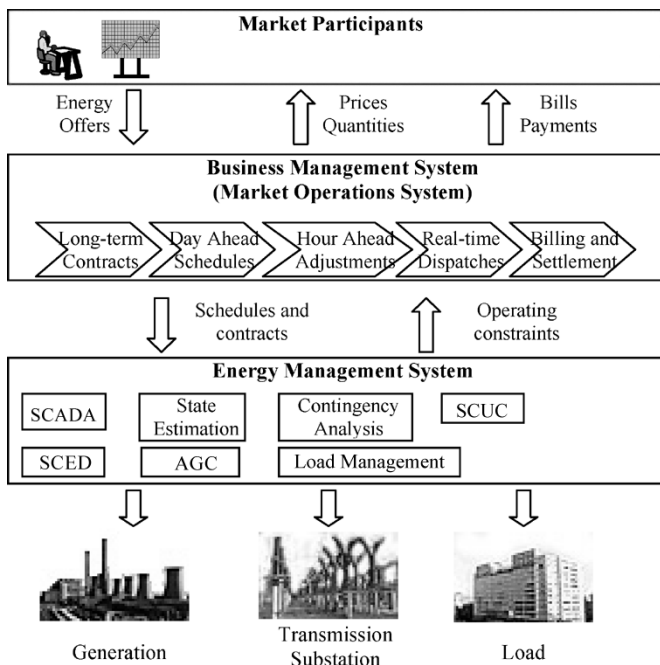 Market Participants
Energy
Offers
Prices
Quantities
Bills
Payments
Business Management System
(Market Operations System)
Long-term
Contracts
Day Ahead
Schedules
Hour Ahead
Adjustments
Real-time
Dispatches
Billing and
Settlement
Schedules and
contracts
Operating
constraints
Energy Management System
SCADA
State
Estimation
Contingency
Analysis
SCUC
SCED
AGC
Load Management
Generation
Transmission
Substation
Load